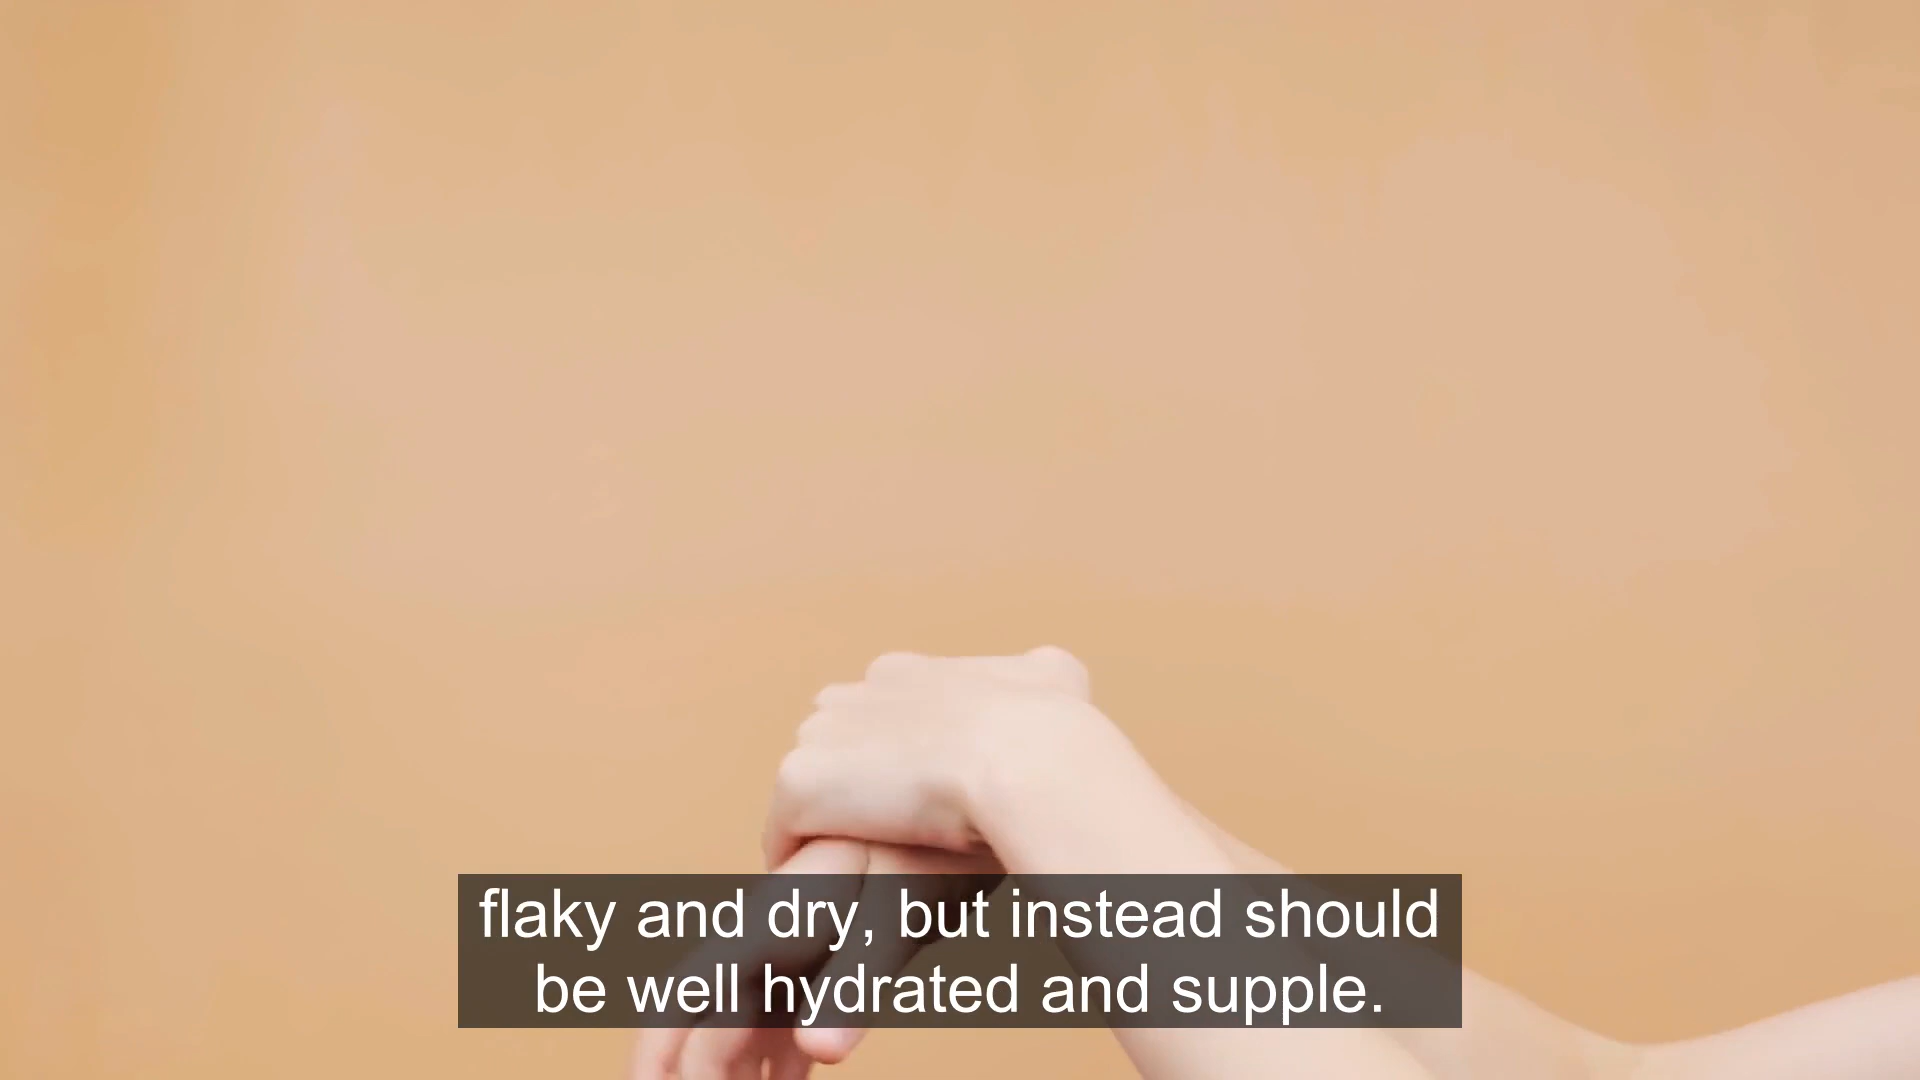 flaky and dry, but instead should
be well hydrated and supple.